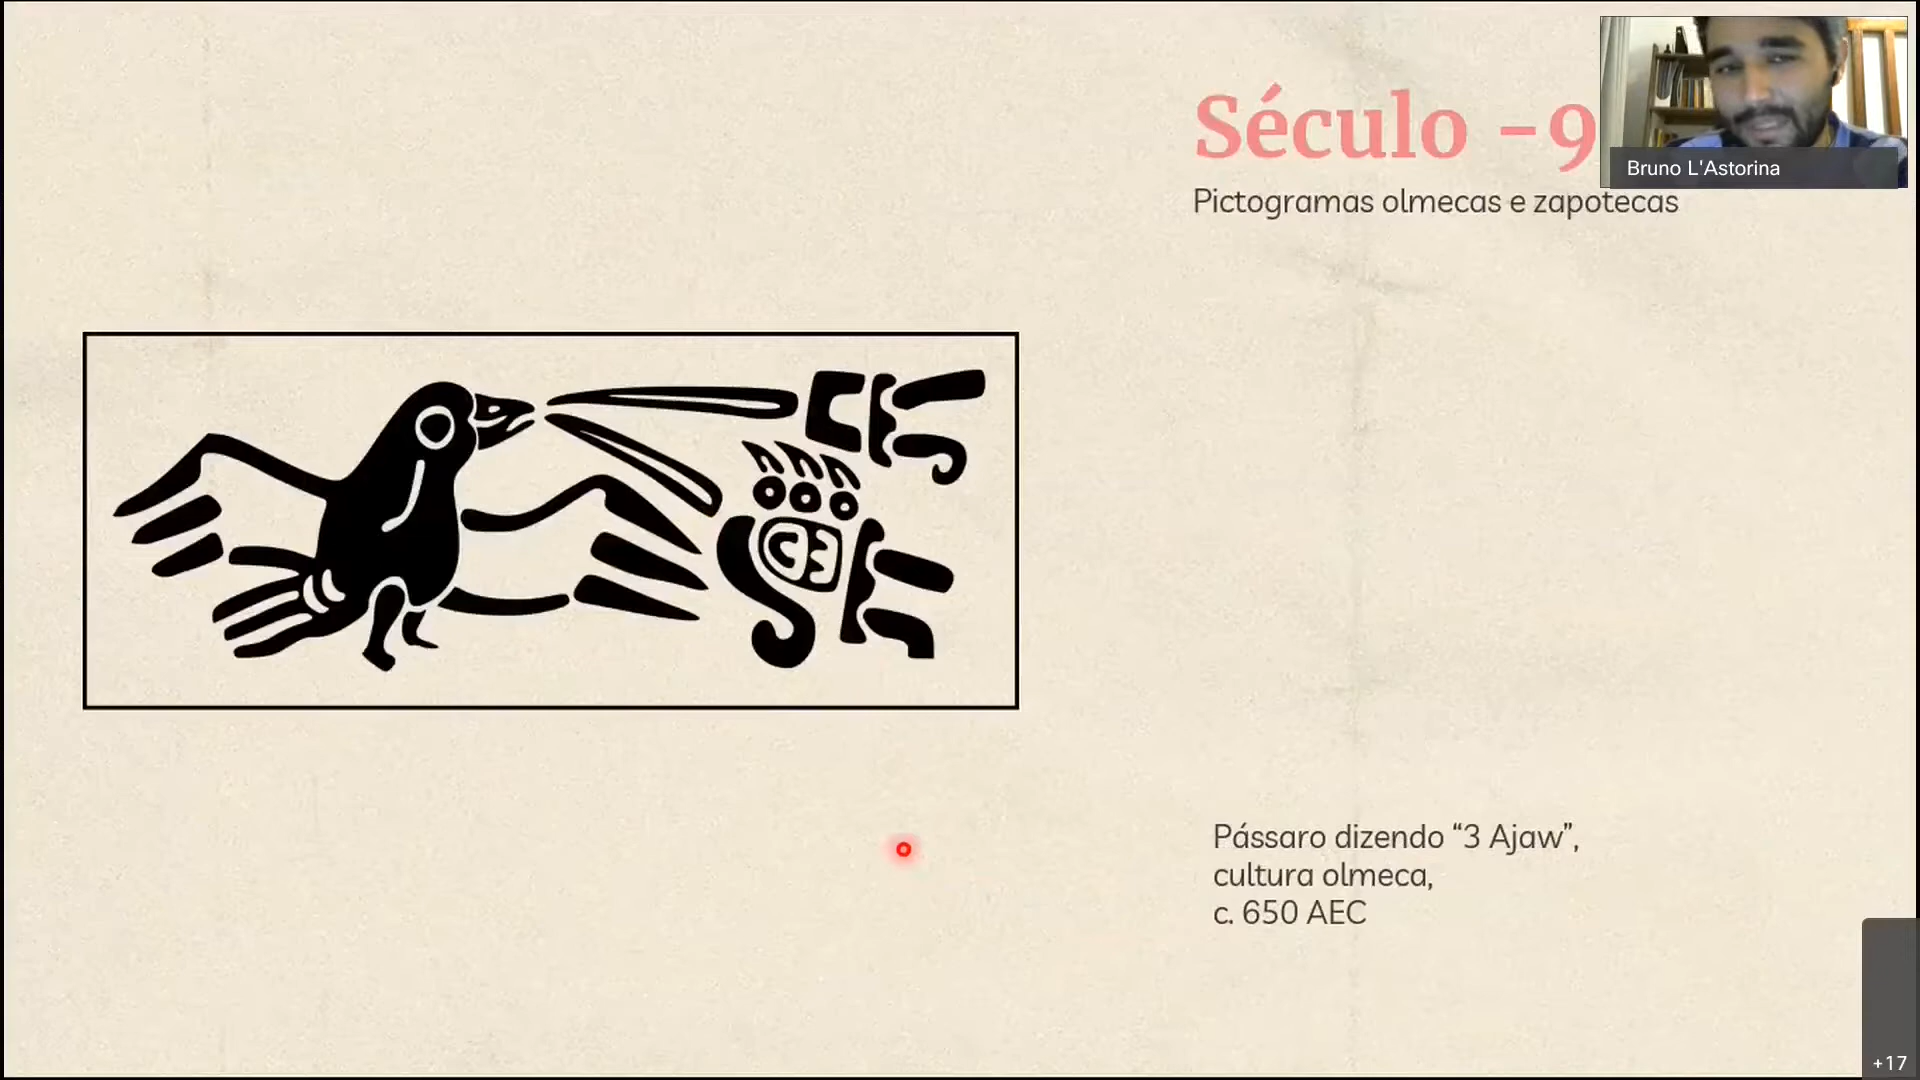 Século -9
Bruno L'Astorina
Pictogramas olmecas e zapotecas
Pássaro dizendo “3 Ajaw”,
cultura olmeca,
c. 650 AEC
+17